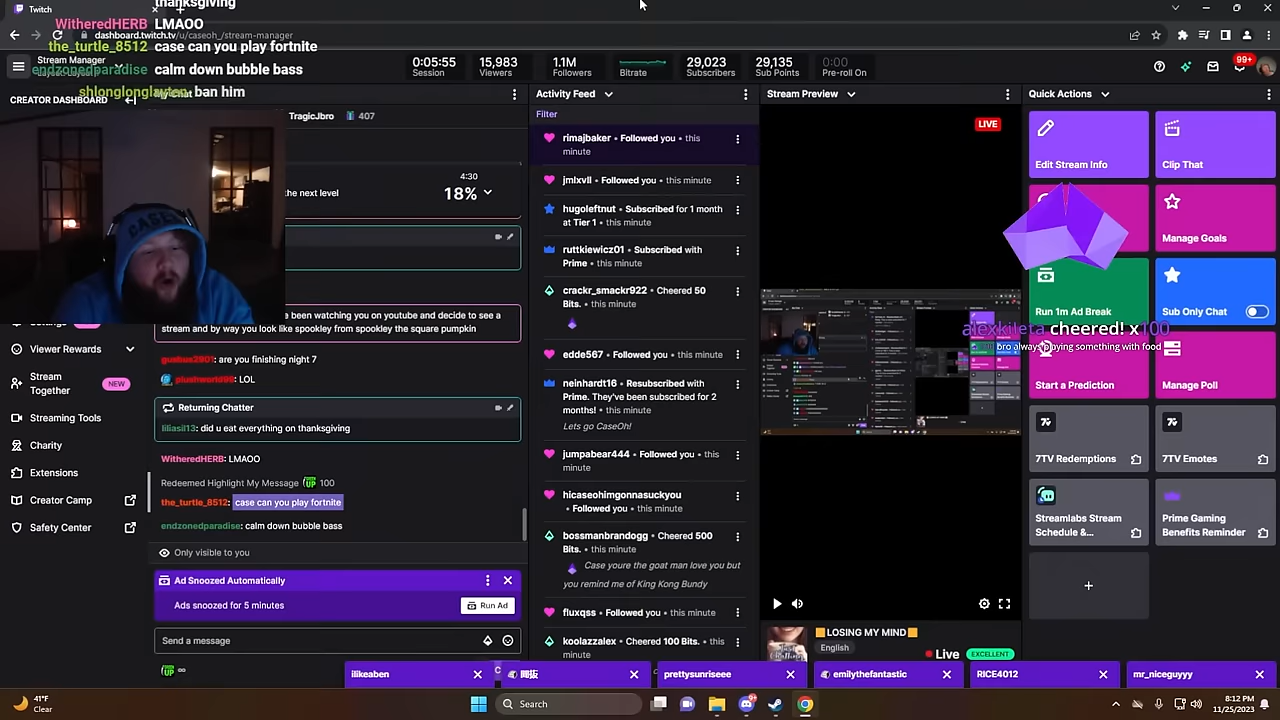 Twitch
thanksgiving
WitheredHERB LMAOO
the_turtle_8512: case can you play fortnite
endzonedparadise calm down bubble bass
shlonglonglayton ban him
dashboard.twitch.tv/u/caseoh_/stream-manager
Stream Manager
0:05:55
Session
15,983
Viewers
1.1M
Followers
Bitrate
29,023
Subscribers
29,135
Sub Points
0:00
Pre-roll On
99+
CREATOR DASHBOARD
My Chat
TragicJbro 407
4:30
the next level
18%
been watching you on youtube and decide to see a
stream and by way you look like spookley from spookley the square pum
: are you finishing night 7
: LOL
Returning Chatter
liliasil13: did u eat everything on thanksgiving
WitheredHERB: LMAOO
Redeemed Highlight My Message 100
the_turtle_8512: case can you play fortnite
endzonedparadise: calm down bubble bass
Only visible to you
Ad Snoozed Automatically
Ads snoozed for 5 minutes
Run Ad
Send a message
Viewer Rewards
Stream
Together
NEW
Streaming Tools
Charity
Extensions
Creator Camp
Safety Center
Activity Feed
Filter
rimajbaker • Followed you • this
minute
jmlxvll • Followed you • this minute
hugoleftnut • Subscribed for 1 month
at Tier 1 • this minute
ruttkiewicz01 • Subscribed with
Prime • this minute
crackr_smackr922 • Cheered 50
Bits. • this minute
• Followed you • this minute
Prime. They've been subscribed for 2
months! • this minute
Lets go CaseOh!
jumpabear444 • Followed you • this
minute
hicaseohimgonnasuckyou
• Followed you • this minute
bossmanbrandogg • Cheered 500
Bits. • this minute
Case youre the goat man love you but
you remind me of King Kong Bundy
fluxqss • Followed you • this minute
koolazzalex • Cheered 100 Bits. • this
minute
Stream Preview
LIVE
LOSING MY MIND
English
Live
EXCELLENT
Quick Actions
Edit Stream Info
Clip That
Manage Goals
Run 1m Ad Break
Sub Only Chat
alexkileta cheered! x100
bro always buying something with food
Start a Prediction
Manage Poll
7TV Redemptions
7TV Emotes
Streamlabs Stream
Schedule &...
Prime Gaming
Benefits Reminder
ilikeaben
prettysunriseee
emilythefantastic
RICE4012
mr_niceguyyy
41°F
Clear
Search
8:12 PM
11/25/2023